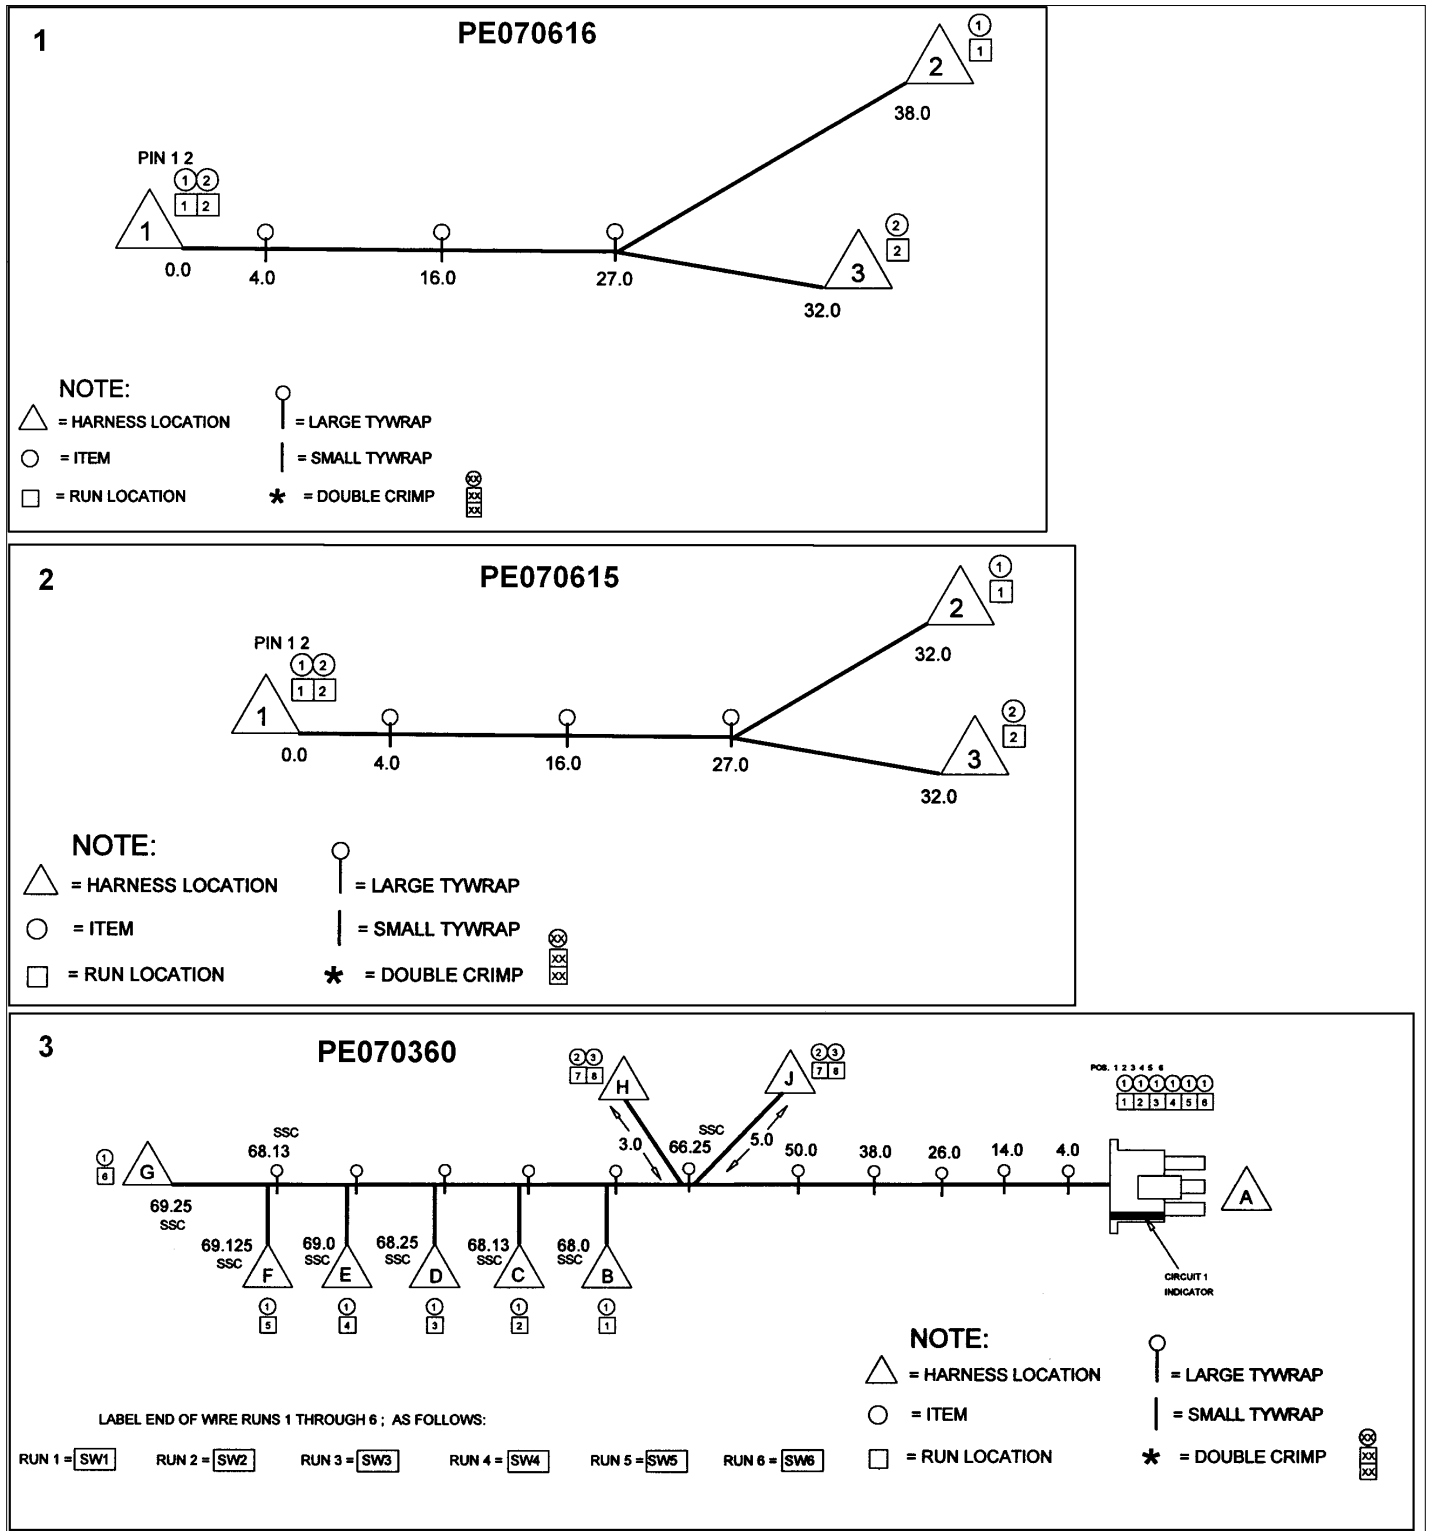 1
PE070616
1
1
2
38.0
PIN 1 2
1 2
1 2
1
0.0
4.0
16.0
27.0
2
2
3
32.0
NOTE:
= HARNESS LOCATION
= LARGE TYWRAP
= ITEM
= SMALL TYWRAP
= RUN LOCATION
* = DOUBLE CRIMP
XX
XX
XX
2
PE070615
1
1
2
32.0
PIN 1 2
1 2
1 2
1
0.0
4.0
16.0
27.0
2
2
3
32.0
NOTE:
= HARNESS LOCATION
= LARGE TYWRAP
= ITEM
= SMALL TYWRAP
= RUN LOCATION
* = DOUBLE CRIMP
XX
XX
XX
3
PE070360
2 3
7 8
H
J
2 3
7 8
POS. 1 2 3 4 5 6
1 1 1 1 1 1
1 2 3 4 5 6
1
6
G
SSC
68.13
3.0
SSC
66.25
5.0
50.0
38.0
26.0
14.0
4.0
A
69.25
SSC
69.125
SSC
F
69.0
SSC
E
68.25
SSC
D
68.13
SSC
C
68.0
SSC
B
1
5
1
4
1
3
1
2
1
1
CIRCUIT 1
INDICATOR
NOTE:
= HARNESS LOCATION
= LARGE TYWRAP
= ITEM
= SMALL TYWRAP
= RUN LOCATION
* = DOUBLE CRIMP
XX
XX
XX
LABEL END OF WIRE RUNS 1 THROUGH 6 ; AS FOLLOWS:
RUN 1 = SW1 RUN 2 = SW2 RUN 3 = SW3 RUN 4 = SW4 RUN 5 = SW5 RUN 6 = SW6